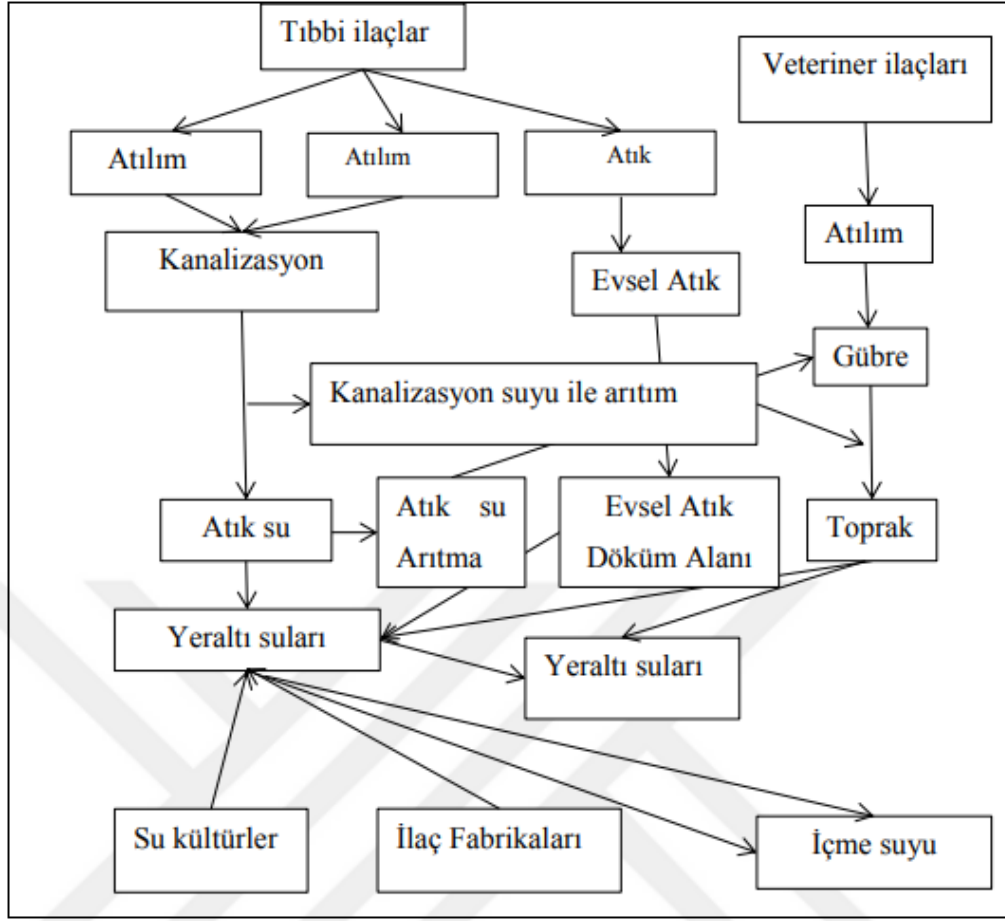 Tıbbi ilaçlar
Veteriner ilaçları
Atılım
Atılım
Atık
Atılım
Kanalizasyon
Evsel Atık
Gübre
Kanalizasyon suyu ile arıtım
Atık su
Atık su
Arıtma
Evsel Atık
Döküm Alanı
Toprak
Yeraltı suları
Yeraltı suları
Su kültürler
İlaç Fabrikaları
İçme suyu